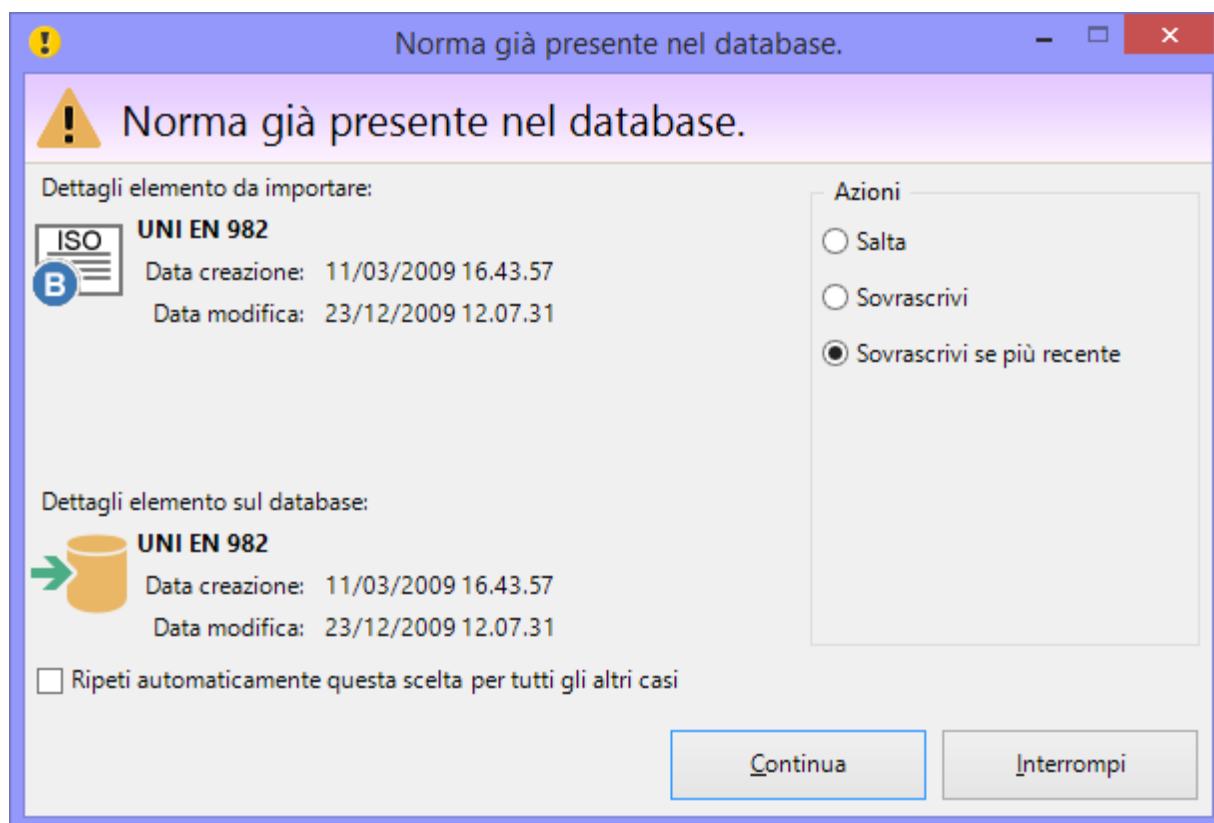 Norma già presente nel database.
Norma già presente nel database.
Dettagli elemento da importare:
ISO
B
UNI EN 982
Data creazione: 11/03/2009 16.43.57
Data modifica: 23/12/2009 12.07.31
Azioni
Salta
Sovrascrivi
Sovrascrivi se più recente
Dettagli elemento sul database:
UNI EN 982
Data creazione: 11/03/2009 16.43.57
Data modifica: 23/12/2009 12.07.31
Ripeti automaticamente questa scelta per tutti gli altri casi
Continua
Interrompi